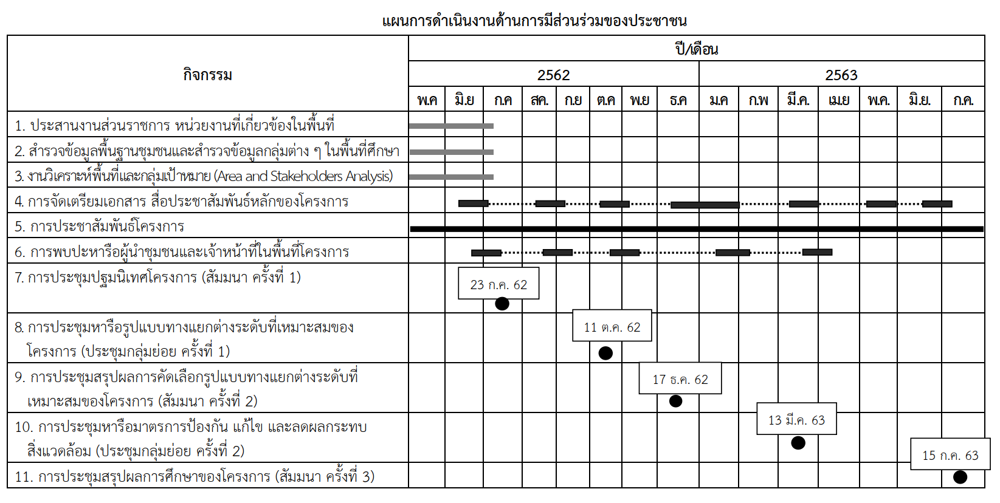 แผนการดำเนินงานด้านการมีส่วนร่วมของประชาชน
กิจกรรม
ปี/เดือน
2562 2563
พ.ค มิ.ย ก.ค สค. ก.ย ต.ค พ.ย ธ.ค ม.ค ก.พ มี.ค. เม.ย พ.ค. มิ.ย. ก.ค.
1. ประสานงานส่วนราชการ หน่วยงานที่เกี่ยวข้องในพื้นที่
2. สำรวจข้อมูลพื้นฐานชุมชนและสำรวจข้อมูลกลุ่มต่าง ๆ ในพื้นที่ศึกษา
3. งานวิเคราะห์พื้นที่และกลุ่มเป้าหมาย (Area and Stakeholders Analysis)
4. การจัดเตรียมเอกสาร สื่อประชาสัมพันธ์หลักของโครงการ
5. การประชาสัมพันธ์โครงการ
6. การพบปะหารือผู้นำชุมชนและเจ้าหน้าที่ในพื้นที่โครงการ
7. การประชุมปฐมนิเทศโครงการ (สัมมนา ครั้งที่ 1)
23 ก.ค. 62
8. การประชุมหารือรูปแบบทางแยกต่างระดับที่เหมาะสมของ
โครงการ (ประชุมกลุ่มย่อย ครั้งที่ 1)
11 ต.ค. 62
9. การประชุมสรุปผลการคัดเลือกรูปแบบทางแยกต่างระดับที่
เหมาะสมของโครงการ (สัมมนา ครั้งที่ 2)
17 ธ.ค. 62
10. การประชุมหารือมาตรการป้องกัน แก้ไข และลดผลกระทบ
สิ่งแวดล้อม (ประชุมกลุ่มย่อย ครั้งที่ 2)
13 มี.ค. 63
11. การประชุมสรุปผลการศึกษาของโครงการ (สัมมนา ครั้งที่ 3)
15 ก.ค. 63